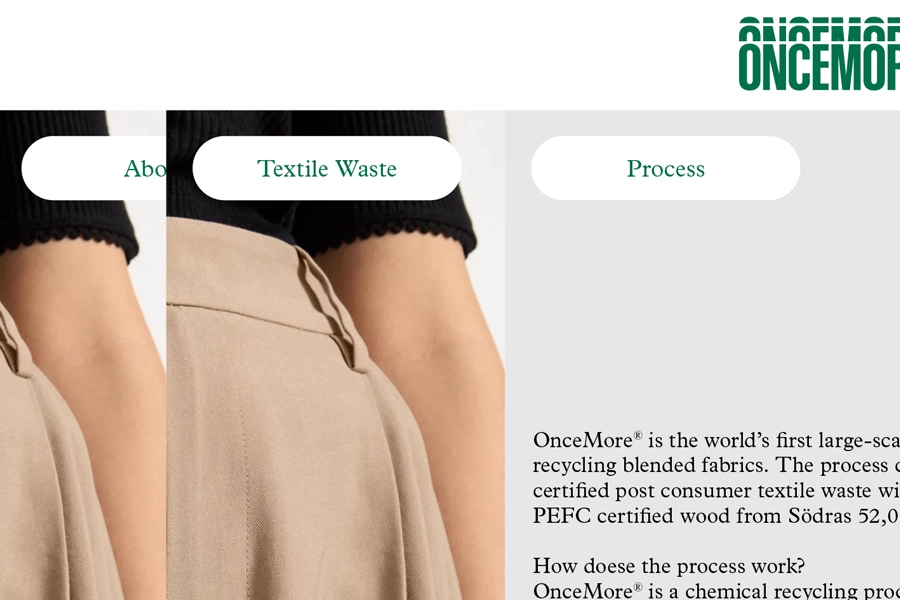 ONCEMOR
Abo
Textile Waste
Process
OnceMore® is the world's first large-sca
recycling blended fabrics. The process c
certified post consumer textile waste wi
PEFC certified wood from Södras 52,0
How doese the process work?
OnceMore® is a chemical recycling proc